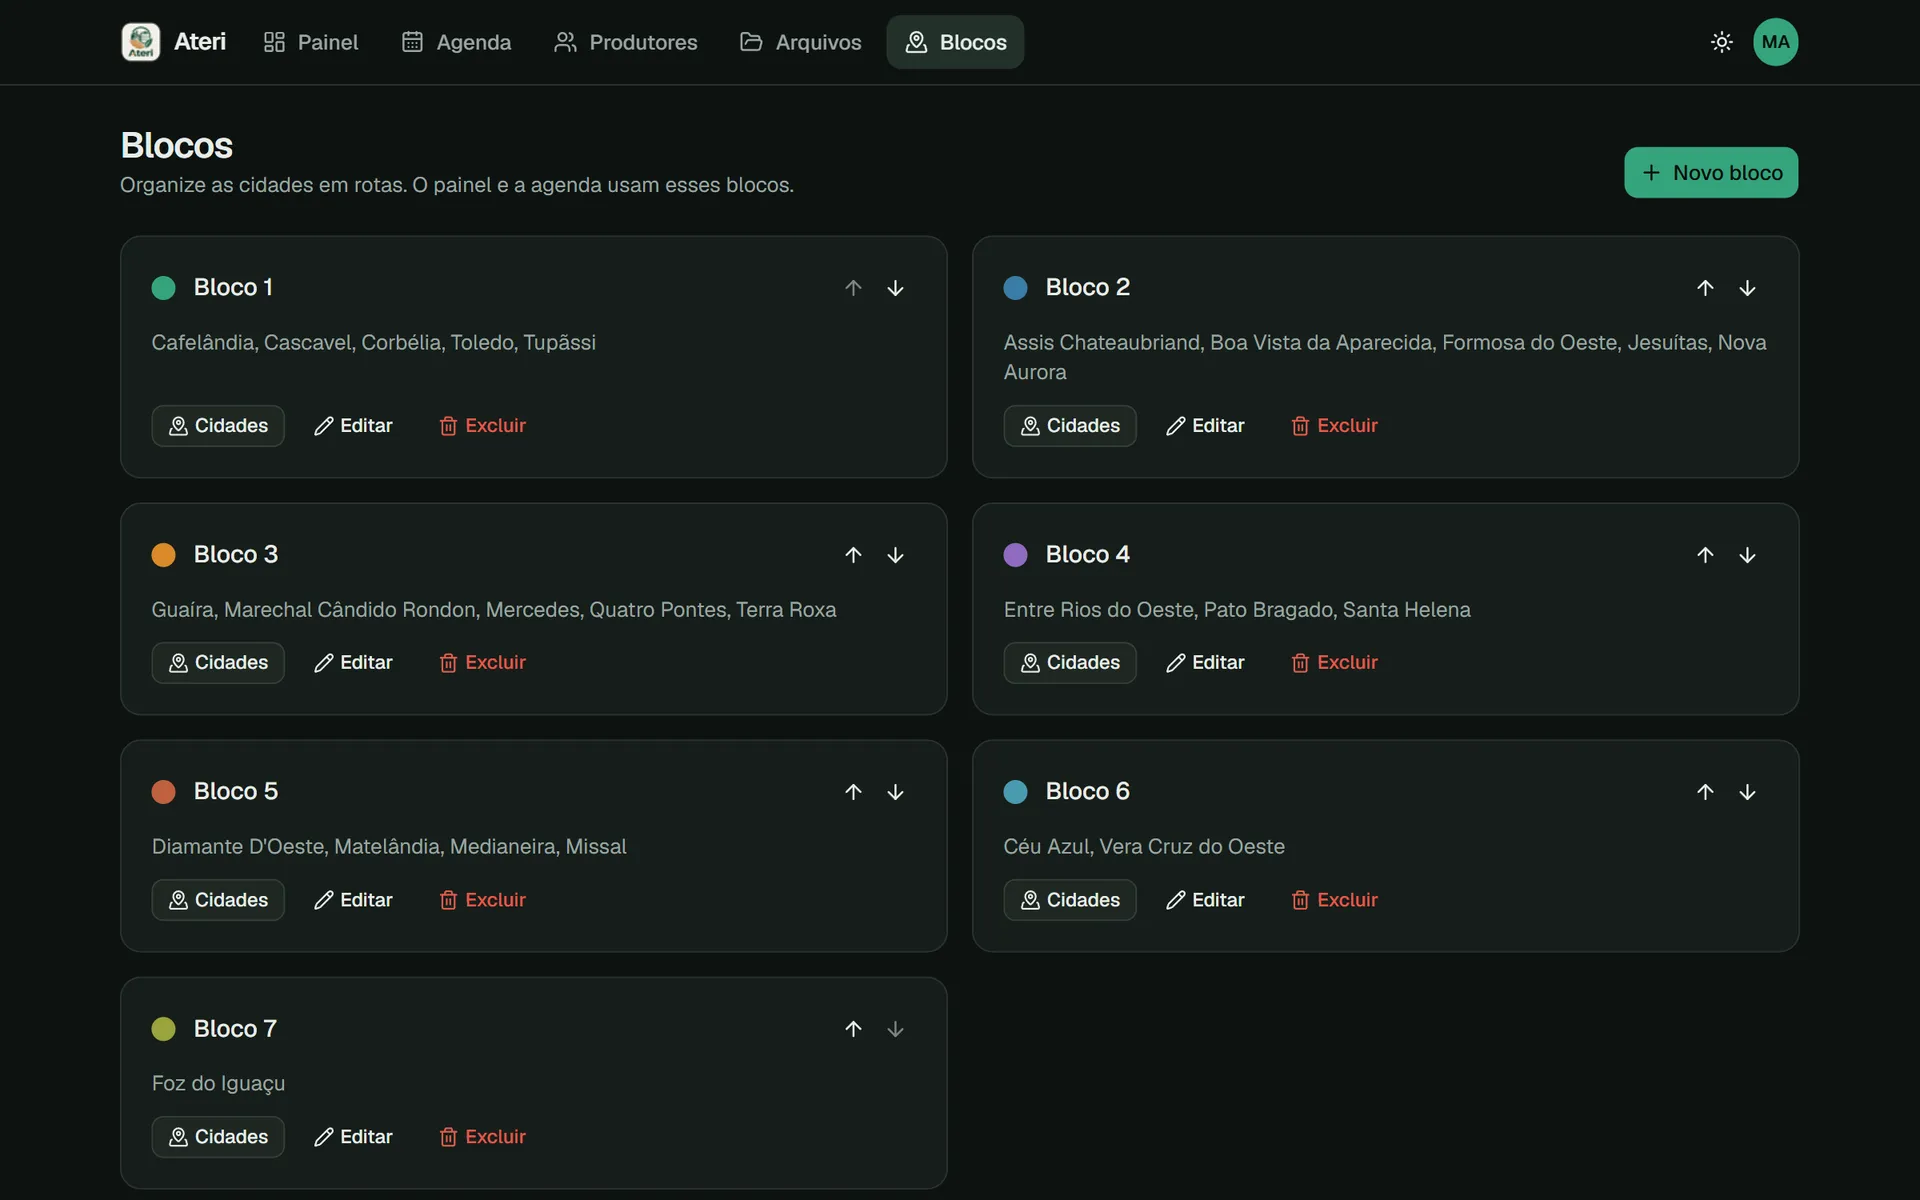 Ateri
Ateri
Painel
Agenda
Produtores
Arquivos
Blocos
MA
Blocos
Organize as cidades em rotas. O painel e a agenda usam esses blocos.
Novo bloco
Bloco 1
Cafelândia, Cascavel, Corbélia, Toledo, Tupãssi
Cidades
Editar
Excluir
Bloco 2
Assis Chateaubriand, Boa Vista da Aparecida, Formosa do Oeste, Jesuítas, Nova
Aurora
Cidades
Editar
Excluir
Bloco 3
Guaíra, Marechal Cândido Rondon, Mercedes, Quatro Pontes, Terra Roxa
Cidades
Editar
Excluir
Bloco 4
Entre Rios do Oeste, Pato Bragado, Santa Helena
Cidades
Editar
Excluir
Bloco 5
Diamante D'Oeste, Matelândia, Medianeira, Missal
Cidades
Editar
Excluir
Bloco 6
Céu Azul, Vera Cruz do Oeste
Cidades
Editar
Excluir
Bloco 7
Foz do Iguaçu
Cidades
Editar
Excluir